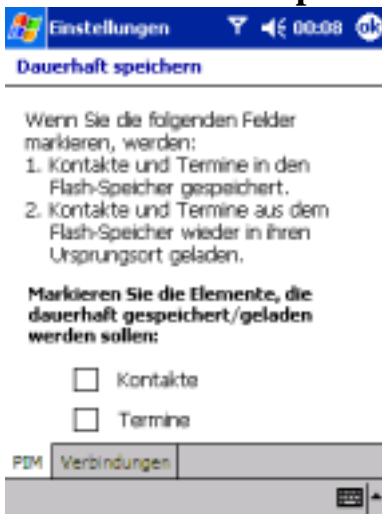 Einstellungen 00:08 ok
Dauerhaft speichern
Wenn Sie die folgenden Felder
markieren, werden:
1. Kontakte und Termine in den
Flash-Speicher gespeichert.
2. Kontakte und Termine aus dem
Flash-Speicher wieder in ihren
Ursprungsort geladen.
Markieren Sie die Elemente, die
dauerhaft gespeichert/geladen
werden sollen:
Kontakte
Termine
PIM Verbindungen